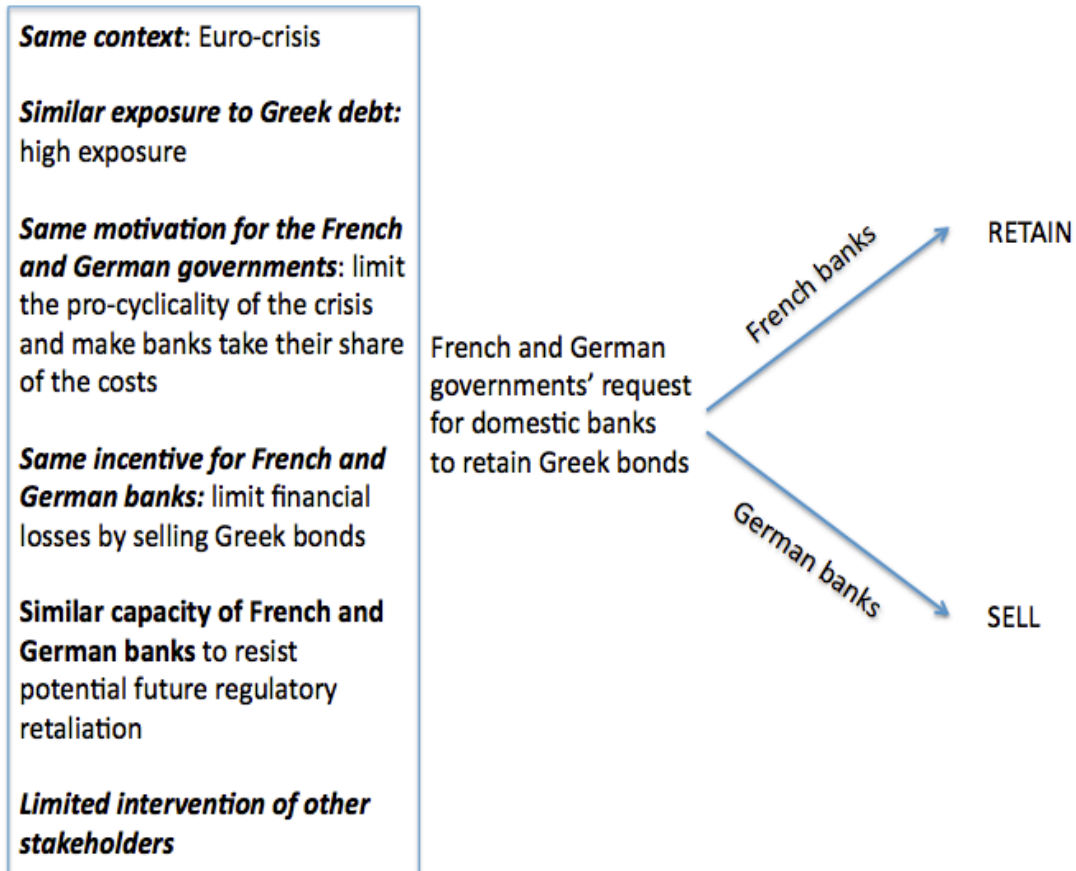 Same context: Euro-crisis
Similar exposure to Greek debt:
high exposure
Same motivation for the French
and German governments: limit
the pro-cyclicality of the crisis
and make banks take their share
of the costs
Same incentive for French and
German banks: limit financial
losses by selling Greek bonds
Similar capacity of French and
German banks to resist
potential future regulatory
retaliation
Limited intervention of other
stakeholders
French and German
governments’ request
for domestic banks
to retain Greek bonds
French banks
RETAIN
German banks
SELL